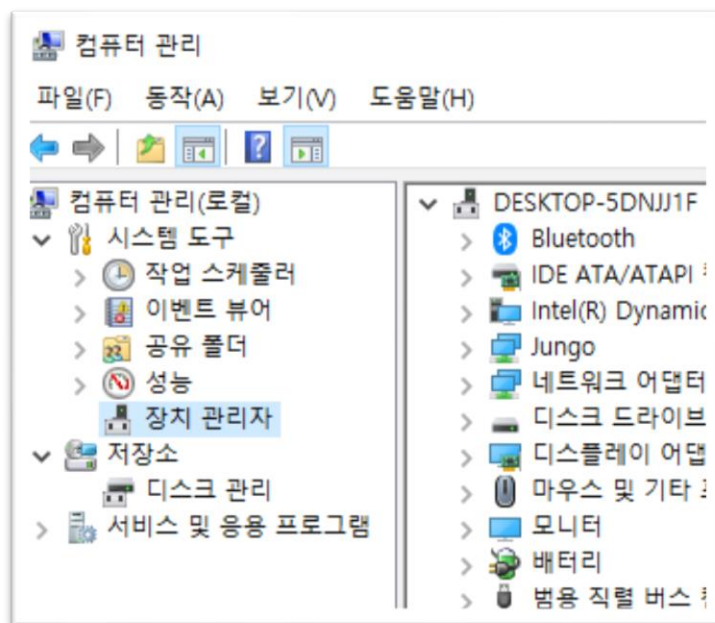 컴퓨터 관리
파일(F) 동작(A) 보기(V) 도움말(H)
컴퓨터 관리(로컬)
시스템 도구
작업 스케줄러
이벤트 뷰어
공유 폴더
성능
장치 관리자
저장소
디스크 관리
서비스 및 응용 프로그램
DESKTOP-5DNJJ1F
Bluetooth
IDE ATA/ATAPI
Intel(R) Dynamic
Jungo
네트워크 어댑터
디스크 드라이브
디스플레이 어댑
마우스 및 기타
모니터
배터리
범용 직렬 버스